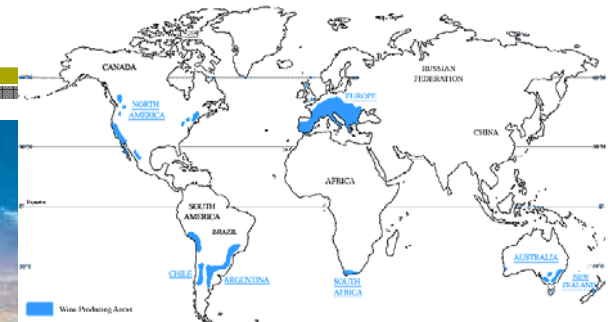 CANADA
RUSSIAN
FEDERATION
NORTH
AMERICA
EUROPE
CHINA
AFRICA
Equator
SOUTH
AMERICA
BRAZIL
CHILE
ARGENTINA
SOUTH
AFRICA
AUSTRALIA
NEW
ZEALAND
Wine Producing Areas